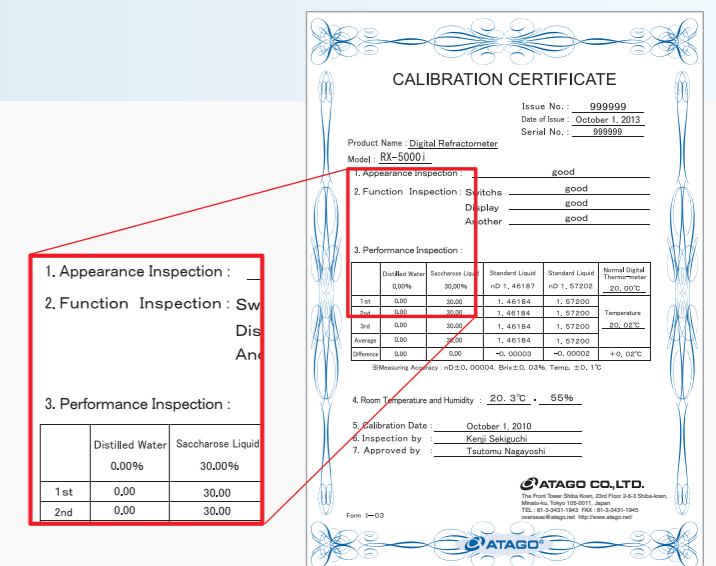 CALIBRATION CERTIFICATE
Issue No. : 999999
Date of Issue : October 1, 2013
Serial No. : 999999
Product Name : Digital Refractometer
Model : RX-5000i
1. Appearance Inspection : good
2. Function Inspection : Switchs good
Display good
Another good
3. Performance Inspection :
Distilled Water Saccharose Liquid Standard Liquid Standard Liquid Normal Digital Thermo-meter
0.00% 30.00% nD 1. 46187 nD 1. 57202 20. 00°C
1st 0.00 30.00 1. 46184 1. 57200
2nd 0.00 30.00 1. 46184 1. 57200 Temperature
3rd 0.00 30.00 1. 46184 1. 57200 20. 02°C
Average 0.00 30.00 1. 46184 1. 57200
Difference 0.00 0.00 -0. 00003 -0. 00002 +0. 02°C
※Measuring Accuracy : nD±0. 00004, Brix±0. 03%, Temp. ±0. 1°C
4. Room Temperature and Humidity : 20. 3°C · 55%
5. Calibration Date : October 1, 2010
6. Inspection by : Kenji Sekiguchi
7. Approved by : Tsutomu Nagayoshi
ATAGO CO.,LTD.
The Front Tower Shiba Koen, 23rd Floor 2-6-3 Shiba-koen,
Minato-ku, Tokyo 105-0011, Japan
TEL : 81-3-3431-1943 FAX : 81-3-3431-1945
overseas@atago.net http://www.atago.net/
Form I-03
ATAGO®
1. Appearance Inspection :
2. Function Inspection : Sw
Dis
And
3. Performance Inspection :
Distilled Water Saccharose Liquid
0.00% 30.00%
1st 0.00 30.00
2nd 0.00 30.00